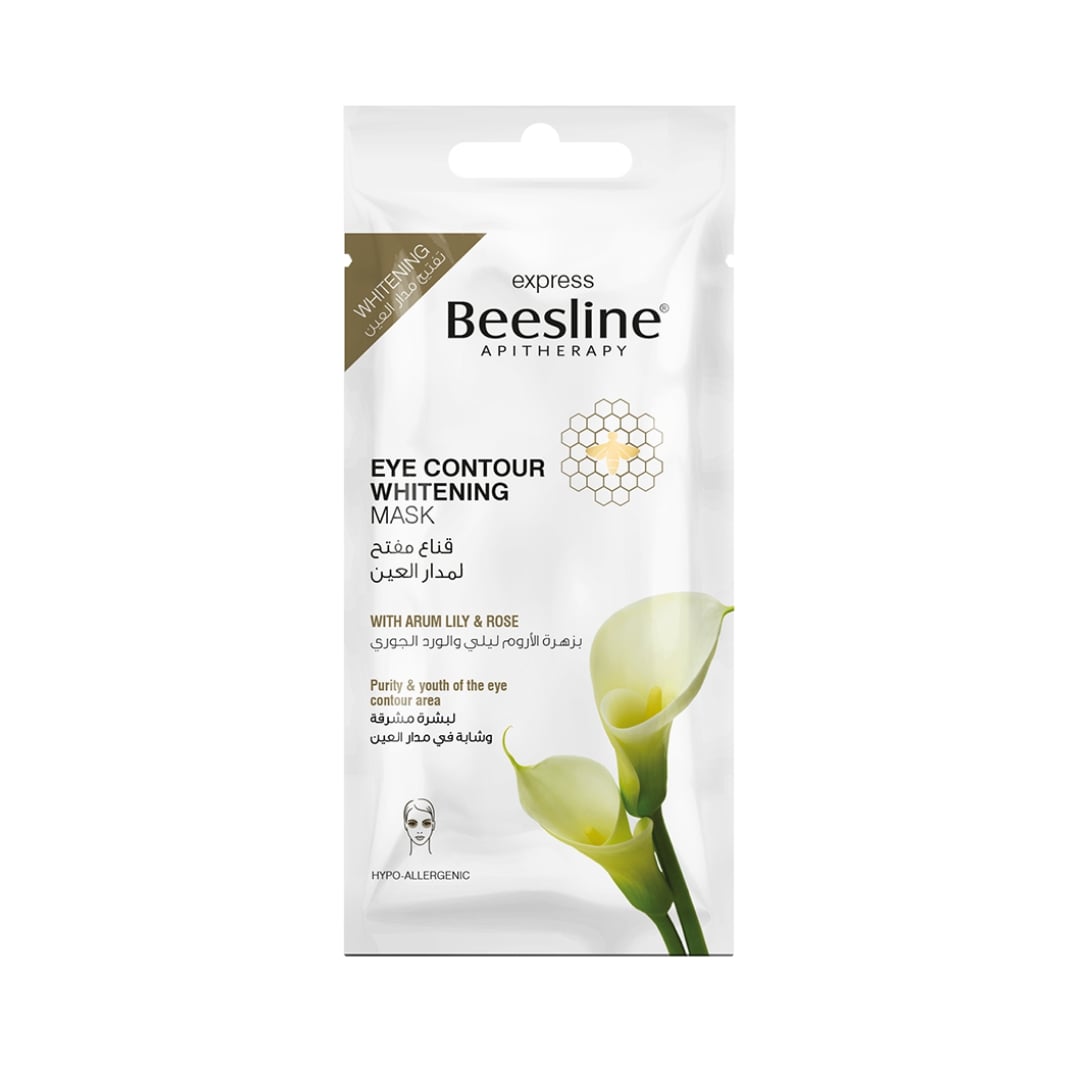 WHITENING
تفتيح مدار العين
express
Beesline®
APITHERAPY
EYE CONTOUR
WHITENING
MASK
قناع مفتح
لمدار العين
WITH ARUM LILY & ROSE
بزهرة الأروم ليلي والورد الجوري
Purity & youth of the eye
contour area
لبشرة مشرقة
وشابة في مدار العين
HYPO-ALLERGENIC